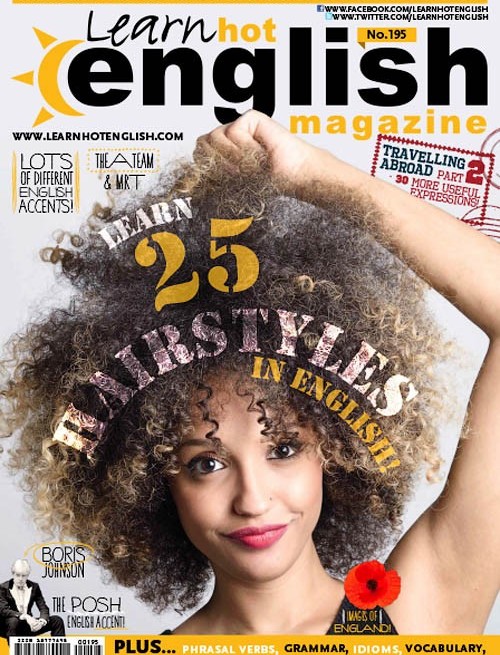 WWW.FACEBOOK.COM/LEARNHOTENGLISH
WWW.TWITTER.COM/LEARNHOTENGLISH
Learn hot
No.195
english
magazine
WWW.LEARNHOTENGLISH.COM
LOTS
OF DIFFERENT
ENGLISH
ACCENTS!
THE A TEAM
& MR T
TRAVELLING
ABROAD PART 2
- 30 MORE USEFUL
EXPRESSIONS!
LEARN
25
HAIRSTYLES
IN ENGLISH!
BORIS
JOHNSON
THE POSH
ENGLISH ACCENT!
IMAGES OF
ENGLAND!
00195
PLUS... PHRASAL VERBS, GRAMMAR, IDIOMS, VOCABULARY,